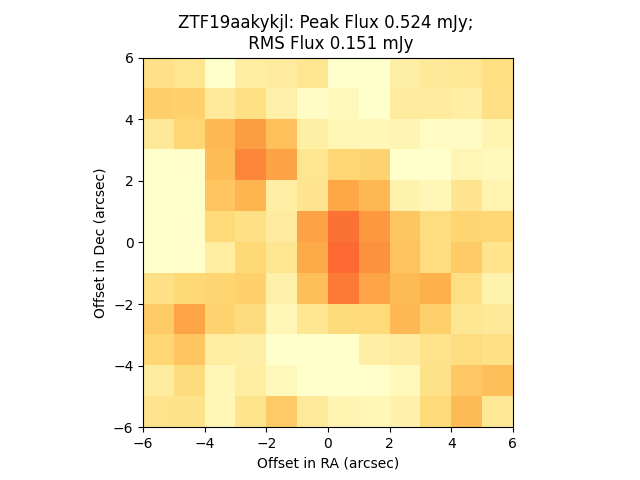 ZTF19aakykjl: Peak Flux 0.524 mJy;
RMS Flux 0.151 mJy
6
4
2
0
−2
−4
−6
Offset in Dec (arcsec)
−6 −4 −2 0 2 4 6
Offset in RA (arcsec)